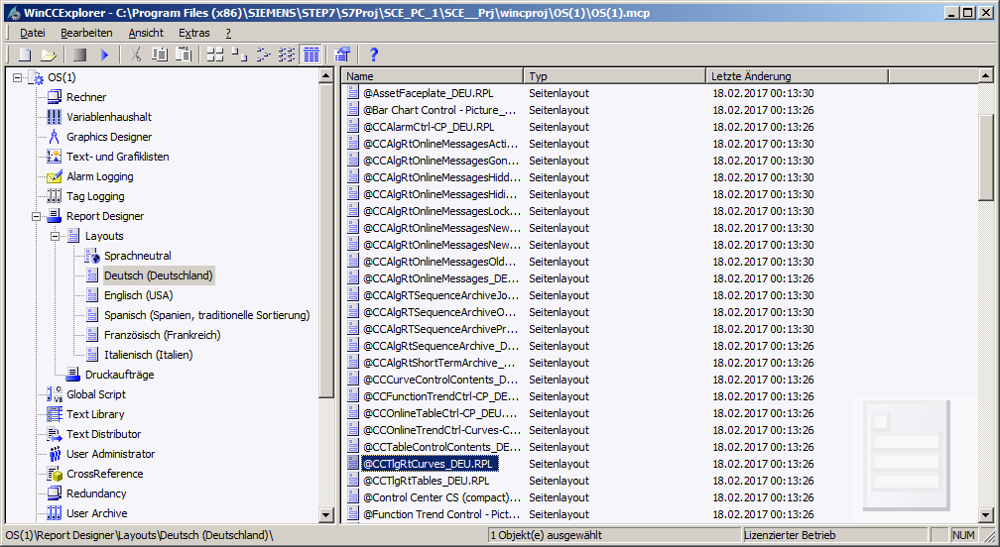 WinCCExplorer - C:\Program Files (x86)\SIEMENS\STEP7\S7Proj\SCE_PC_1\SCE__Prj\wincproj\OS(1)\OS(1).mcp
Datei Bearbeiten Ansicht Extras ?
OS(1)
Rechner
Variablenhaushalt
Graphics Designer
Text- und Grafiklisten
Alarm Logging
Tag Logging
Report Designer
Layouts
Sprachneutral
Deutsch (Deutschland)
Englisch (USA)
Spanisch (Spanien, traditionelle Sortierung)
Französisch (Frankreich)
Italienisch (Italien)
Druckaufträge
Global Script
Text Library
Text Distributor
User Administrator
CrossReference
Redundancy
User Archive
Name Typ Letzte Änderung
@AssetFaceplate_DEU.RPL Seitenlayout 18.02.2017 00:13:30
@Bar Chart Control - Picture_... Seitenlayout 18.02.2017 00:13:26
@CCAlarmCtrl-CP_DEU.RPL Seitenlayout 18.02.2017 00:13:26
@CCAlgRtOnlineMessagesActi... Seitenlayout 18.02.2017 00:13:30
@CCAlgRtOnlineMessagesGon... Seitenlayout 18.02.2017 00:13:30
@CCAlgRtOnlineMessagesHidd... Seitenlayout 18.02.2017 00:13:30
@CCAlgRtOnlineMessagesHidi... Seitenlayout 18.02.2017 00:13:30
@CCAlgRtOnlineMessagesLock... Seitenlayout 18.02.2017 00:13:30
@CCAlgRtOnlineMessagesNew... Seitenlayout 18.02.2017 00:13:30
@CCAlgRtOnlineMessagesNew... Seitenlayout 18.02.2017 00:13:30
@CCAlgRtOnlineMessagesOld... Seitenlayout 18.02.2017 00:13:30
@CCAlgRtOnlineMessages_DE... Seitenlayout 18.02.2017 00:13:26
@CCAlgRTSequenceArchiveJo... Seitenlayout 18.02.2017 00:13:30
@CCAlgRTSequenceArchiveO... Seitenlayout 18.02.2017 00:13:26
@CCAlgRTSequenceArchivePr... Seitenlayout 18.02.2017 00:13:26
@CCAlgRtSequenceArchive_D... Seitenlayout 18.02.2017 00:13:26
@CCAlgRtShortTermArchive_... Seitenlayout 18.02.2017 00:13:26
@CCCurveControlContents_D... Seitenlayout 18.02.2017 00:13:26
@CCFunctionTrendCtrl-CP_DE... Seitenlayout 18.02.2017 00:13:26
@CCOnlineTableCtrl-CP_DEU.... Seitenlayout 18.02.2017 00:13:26
@CCOnlineTrendCtrl-Curves-C... Seitenlayout 18.02.2017 00:13:26
@CCTableControlContents_DE... Seitenlayout 18.02.2017 00:13:26
@CCTlgRtCurves_DEU.RPL Seitenlayout 18.02.2017 00:13:26
@CCTlgRtTables_DEU.RPL Seitenlayout 18.02.2017 00:13:26
@Control Center CS (compact)... Seitenlayout 18.02.2017 00:13:26
@Function Trend Control - Pict... Seitenlayout 18.02.2017 00:13:26
OS(1)\Report Designer\Layouts\Deutsch (Deutschland)\ 1 Objekt(e) ausgewählt Lizenzierter Betrieb NUM